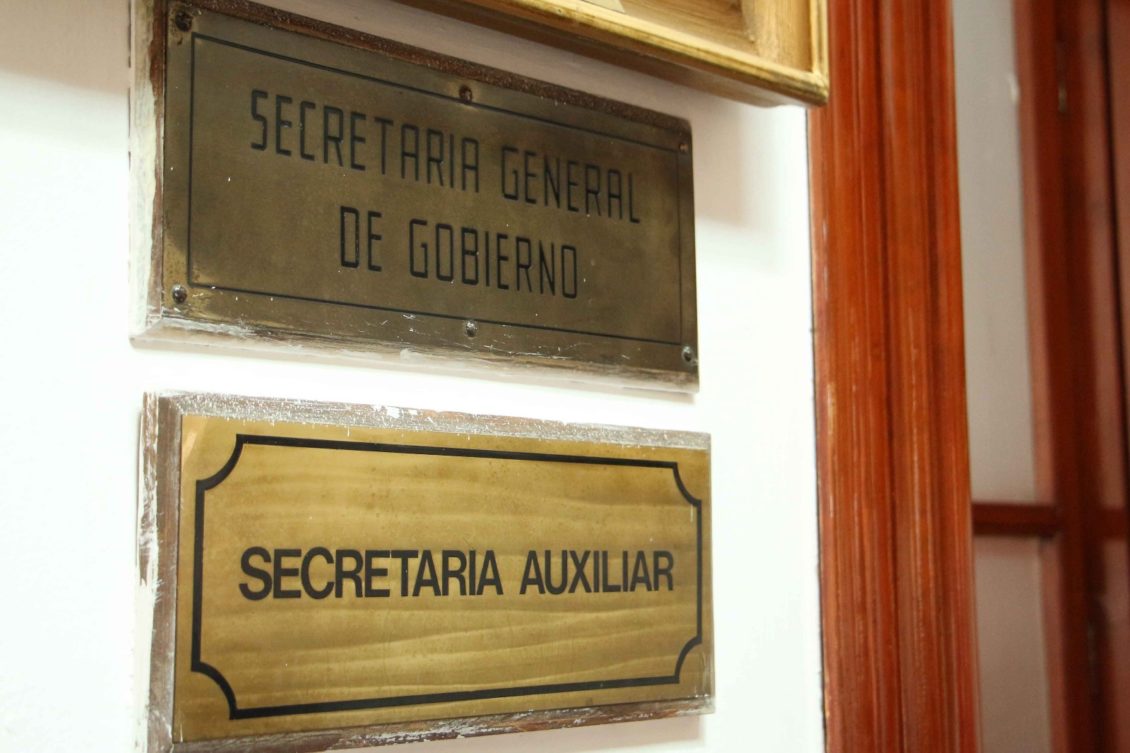 SECRETARIA GENERAL
DE GOBIERNO
SECRETARIA AUXILIAR